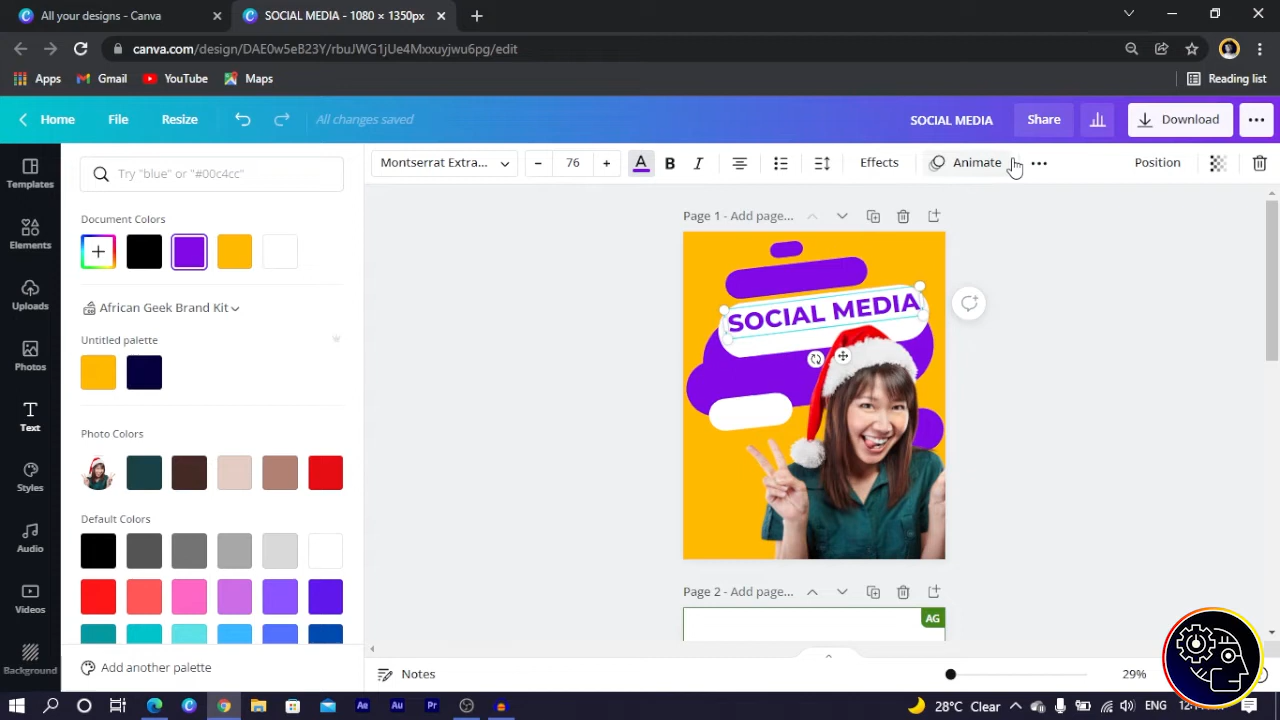 All your designs - Canva
SOCIAL MEDIA - 1080 × 1350px
canva.com/design/DAE0w5eB23Y/rbuJWG1jUe4Mxxuyjwu6pg/edit
Apps
Gmail
YouTube
Maps
Reading list
Home
File
Resize
All changes saved
SOCIAL MEDIA
Share
Download
Templates
Elements
Uploads
Photos
Text
Styles
Audio
Videos
Background
Try "blue" or "#00c4cc"
Montserrat Extra...
76
A
B
I
Effects
Animate
Position
Document Colors
African Geek Brand Kit
Untitled palette
Photo Colors
Default Colors
Add another palette
Page 1 - Add page...
SOCIAL MEDIA
Page 2 - Add page...
AG
Notes
29%
Ae
Au
Pr
28°C Clear
ENG